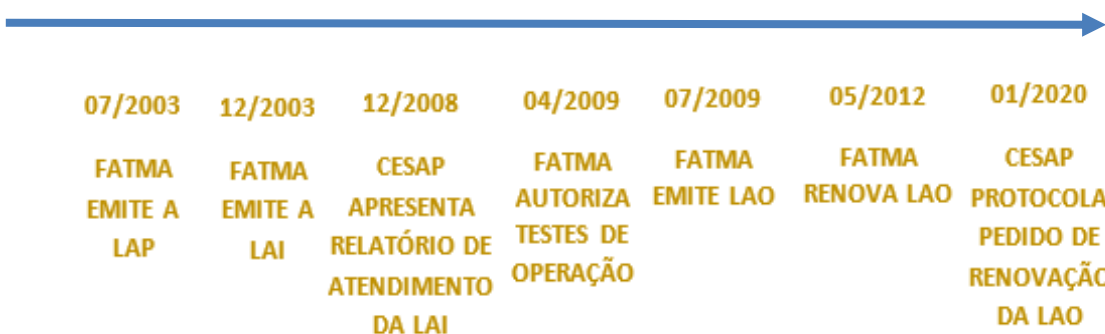 07/2003
FATMA
EMITE A
LAP
12/2003
FATMA
EMITE A
LAI
12/2008
CESAP
APRESENTA
RELATÓRIO DE
ATENDIMENTO
DA LAI
04/2009
FATMA
AUTORIZA
TESTES DE
OPERAÇÃO
07/2009
FATMA
EMITE LAO
05/2012
FATMA
RENOVA LAO
01/2020
CESAP
PROTOCOLA
PEDIDO DE
RENOVAÇÃO
DA LAO